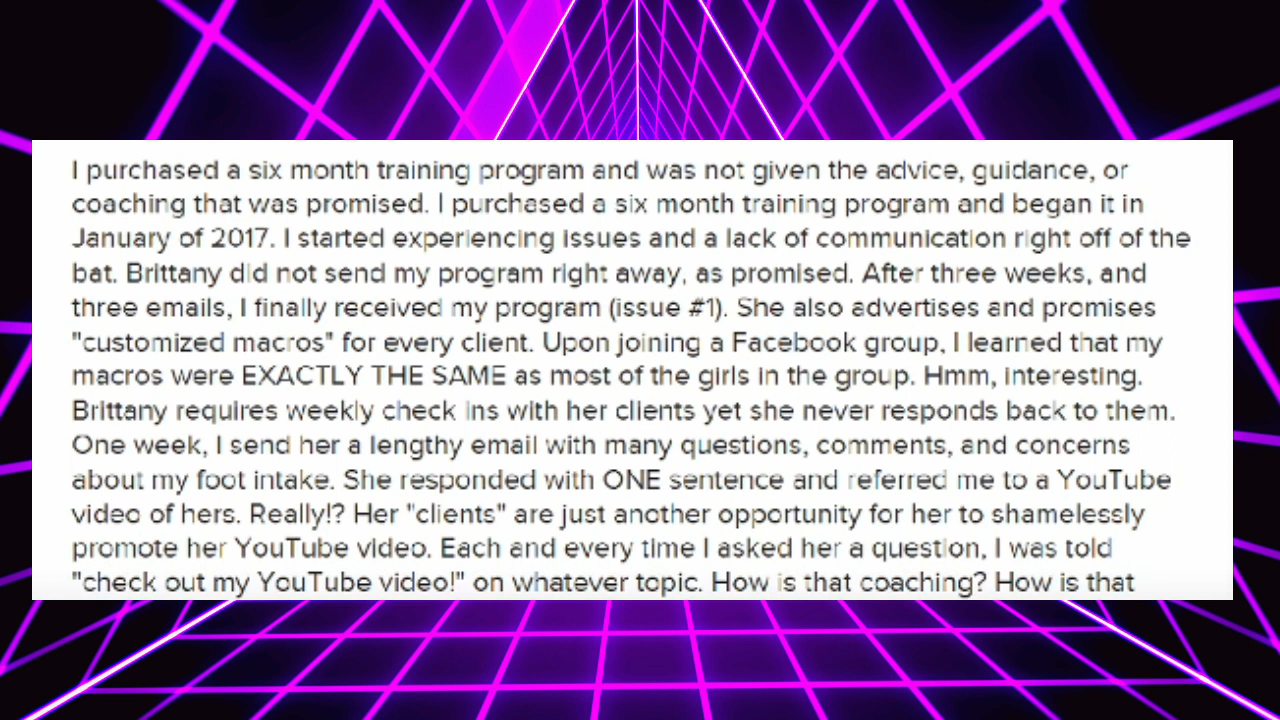 I purchased a six month training program and was not given the advice, guidance, or
coaching that was promised. I purchased a six month training program and began it in
January of 2017. I started experiencing issues and a lack of communication right off of the
bat. Brittany did not send my program right away, as promised. After three weeks, and
three emails, I finally received my program (issue #1). She also advertises and promises
"customized macros" for every client. Upon joining a Facebook group, I learned that my
macros were EXACTLY THE SAME as most of the girls in the group. Hmm, interesting.
Brittany requires weekly check ins with her clients yet she never responds back to them.
One week, I send her a lengthy email with many questions, comments, and concerns
about my foot intake. She responded with ONE sentence and referred me to a YouTube
video of hers. Really!? Her "clients" are just another opportunity for her to shamelessly
promote her YouTube video. Each and every time I asked her a question, I was told
"check out my YouTube video!" on whatever topic. How is that coaching? How is that